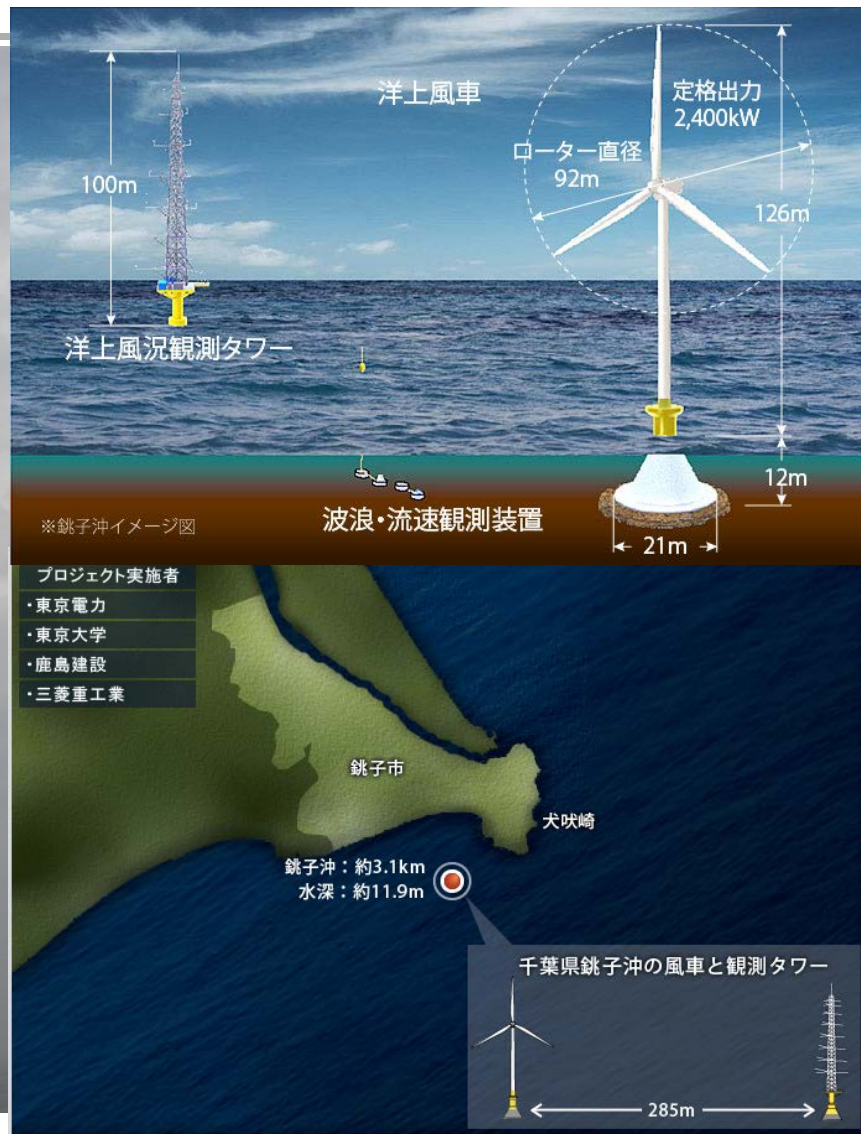 洋上風車
定格出力
2,400kW
ローター直径
92m
100m
126m
洋上風況観測タワー
12m
※銚子沖イメージ図
波浪・流速観測装置
21m
プロジェクト実施者
・東京電力
・東京大学
・鹿島建設
・三菱重工業
銚子市
犬吠崎
銚子沖：約3.1km
水深：約11.9m
千葉県銚子沖の風車と観測タワー
285m